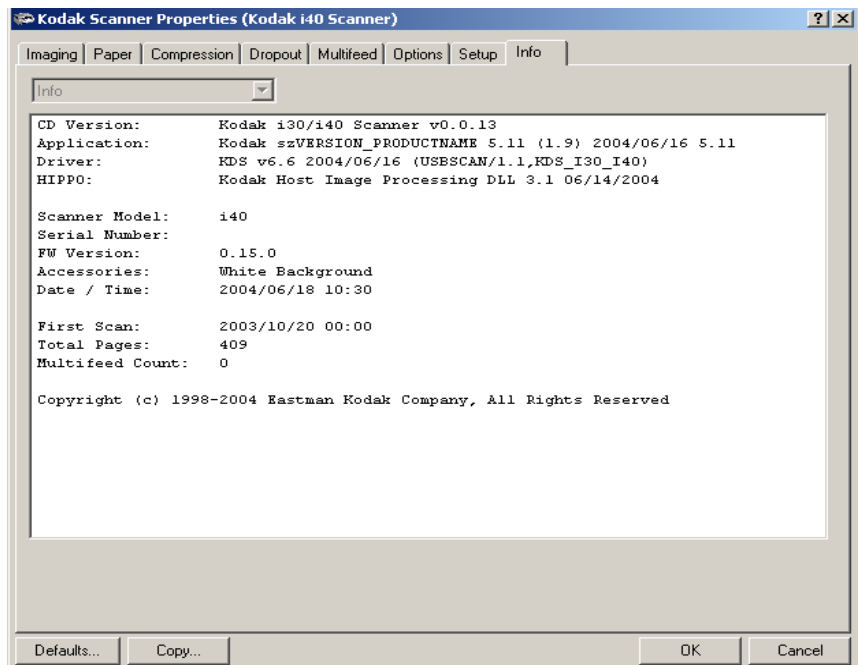 Kodak Scanner Properties (Kodak i40 Scanner)
Imaging Paper Compression Dropout Multifeed Options Setup Info
Info
CD Version: Kodak i30/i40 Scanner v0.0.13
Application: Kodak szVERSION_PRODUCTNAME 5.11 (1.9) 2004/06/16 5.11
Driver: KDS v6.6 2004/06/16 (USBSCAN/1.1,KDS_I30_I40)
HIPPO: Kodak Host Image Processing DLL 3.1 06/14/2004
Scanner Model: i40
Serial Number:
FW Version: 0.15.0
Accessories: White Background
Date / Time: 2004/06/18 10:30
First Scan: 2003/10/20 00:00
Total Pages: 409
Multifeed Count: 0
Copyright (c) 1998-2004 Eastman Kodak Company, All Rights Reserved
Defaults... Copy... OK Cancel